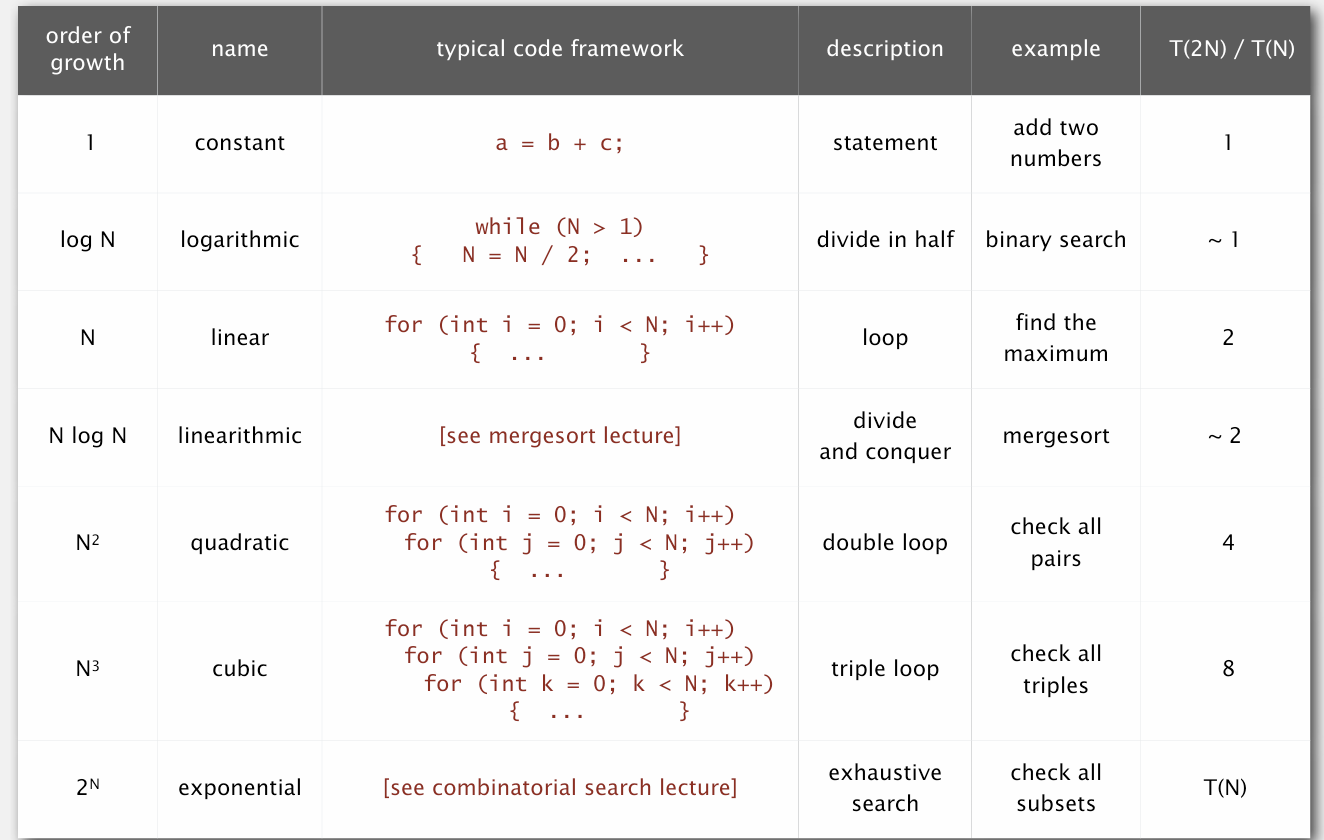 order of growth name typical code framework description example T(2N) / T(N)
1 constant a = b + c; statement add two numbers 1
log N logarithmic while (N > 1)
{ N = N / 2; ... } divide in half binary search ~ 1
N linear for (int i = 0; i < N; i++)
{ ... } loop find the maximum 2
N log N linearithmic [see mergesort lecture] divide and conquer mergesort ~ 2
N² quadratic for (int i = 0; i < N; i++)
for (int j = 0; j < N; j++)
{ ... } double loop check all pairs 4
N³ cubic for (int i = 0; i < N; i++)
for (int j = 0; j < N; j++)
for (int k = 0; k < N; k++)
{ ... } triple loop check all triples 8
2ᴺ exponential [see combinatorial search lecture] exhaustive search check all subsets T(N)